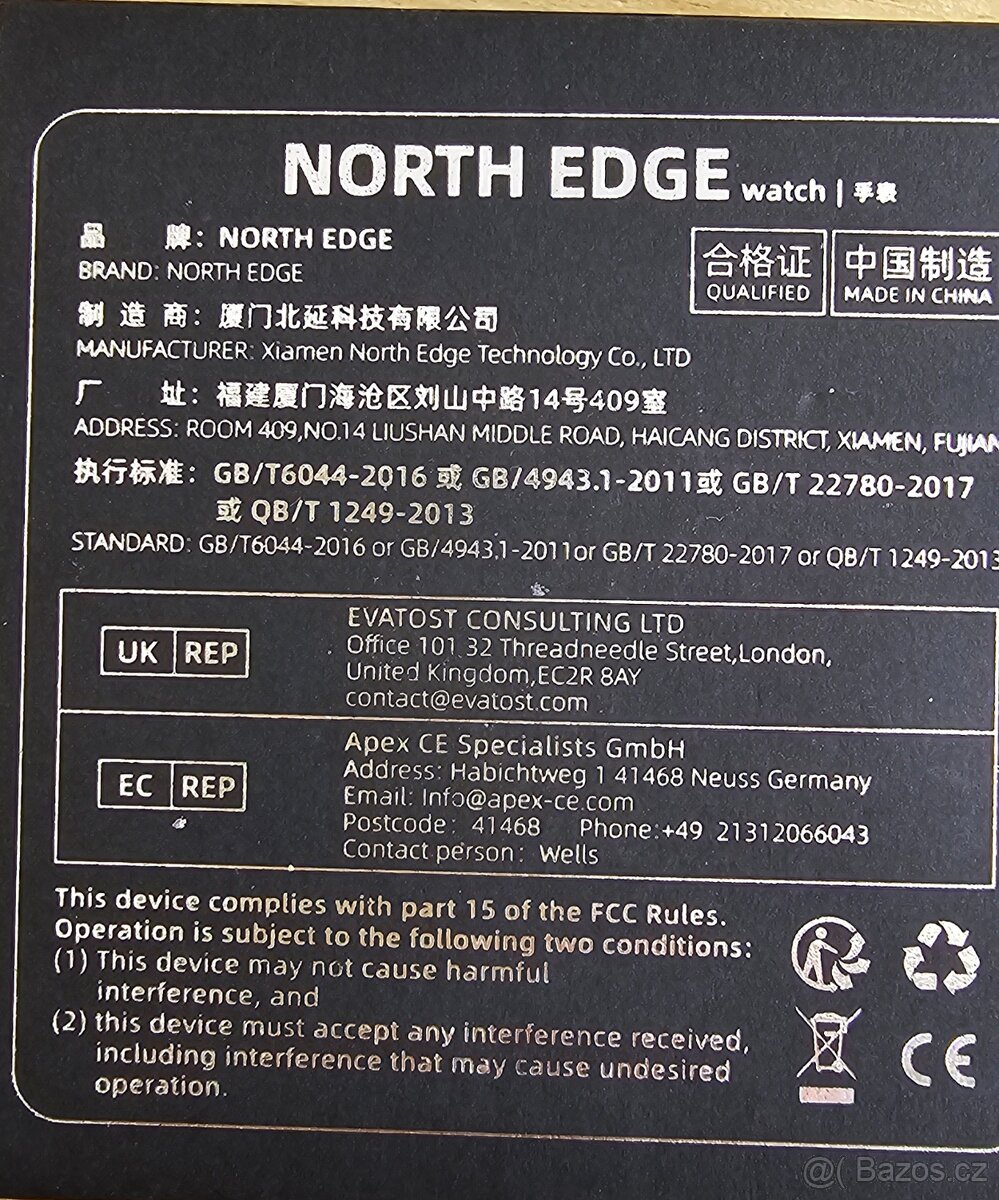 NORTH EDGE watch | 手表
品 牌: NORTH EDGE
BRAND: NORTH EDGE
合格证
QUALIFIED
中国制造
MADE IN CHINA
制 造 商: 厦门北延科技有限公司
MANUFACTURER: Xiamen North Edge Technology Co., LTD
厂 址: 福建厦门海沧区刘山中路14号409室
ADDRESS: ROOM 409,NO.14 LIUSHAN MIDDLE ROAD, HAICANG DISTRICT, XIAMEN, FUJIAN
执行标准: GB/T6044-2016 或 GB/4943.1-2011或 GB/T 22780-2017
或 QB/T 1249-2013
STANDARD: GB/T6044-2016 or GB/4943.1-2011or GB/T 22780-2017 or QB/T 1249-2013
UK REP
EVATOST CONSULTING LTD
Office 101 32 Threadneedle Street,London,
United Kingdom,EC2R 8AY
contact@evatost.com
EC REP
Apex CE Specialists GmbH
Address: Habichtweg 1 41468 Neuss Germany
Email: Info@apex-ce.com
Postcode: 41468 Phone:+49 21312066043
Contact person: Wells
This device complies with part 15 of the FCC Rules.
Operation is subject to the following two conditions:
(1) This device may not cause harmful
interference, and
(2) this device must accept any interference received,
including interference that may cause undesired
operation.
CE
@( Bazos.cz